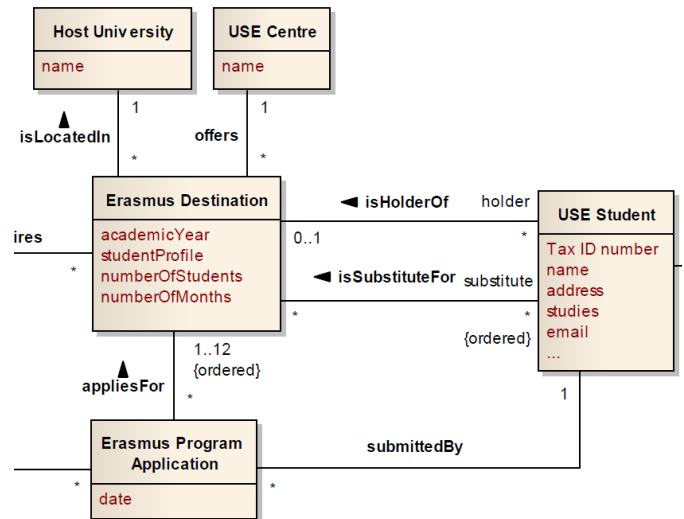 Host University
name
USE Centre
name
1
1
isLocatedIn
offers
*
*
Erasmus Destination
academicYear
studentProfile
numberOfStudents
numberOfMonths
isHolderOf
holder
0..1
*
isSubstituteFor
substitute
*
*
{ordered}
USE Student
Tax ID number
name
address
studies
email
...
ires
*
1..12
{ordered}
appliesFor
*
1
Erasmus Program
Application
date
submittedBy
*
*